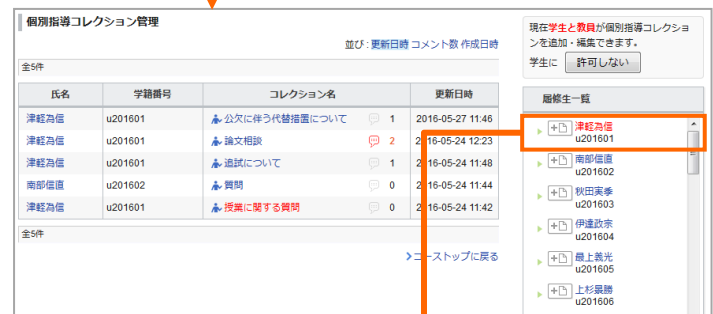 個別指導コレクション管理
並び : 更新日時 コメント数 作成日時
全5件
氏名 学籍番号 コレクション名 更新日時
津軽為信 u201601 公欠に伴う代替措置について 1 2016-05-27 11:46
津軽為信 u201601 論文相談 2 2016-05-24 12:23
津軽為信 u201601 追試について 1 2016-05-24 11:48
南部信直 u201602 質問 0 2016-05-24 11:44
津軽為信 u201601 授業に関する質問 0 2016-05-24 11:42
全5件
コーストップに戻る
現在学生と教員が個別指導コレクショ
ンを追加・編集できます。
学生に 許可しない
履修生一覧
津軽為信
u201601
南部信直
u201602
秋田実季
u201603
伊達政宗
u201604
最上義光
u201605
上杉景勝
u201606